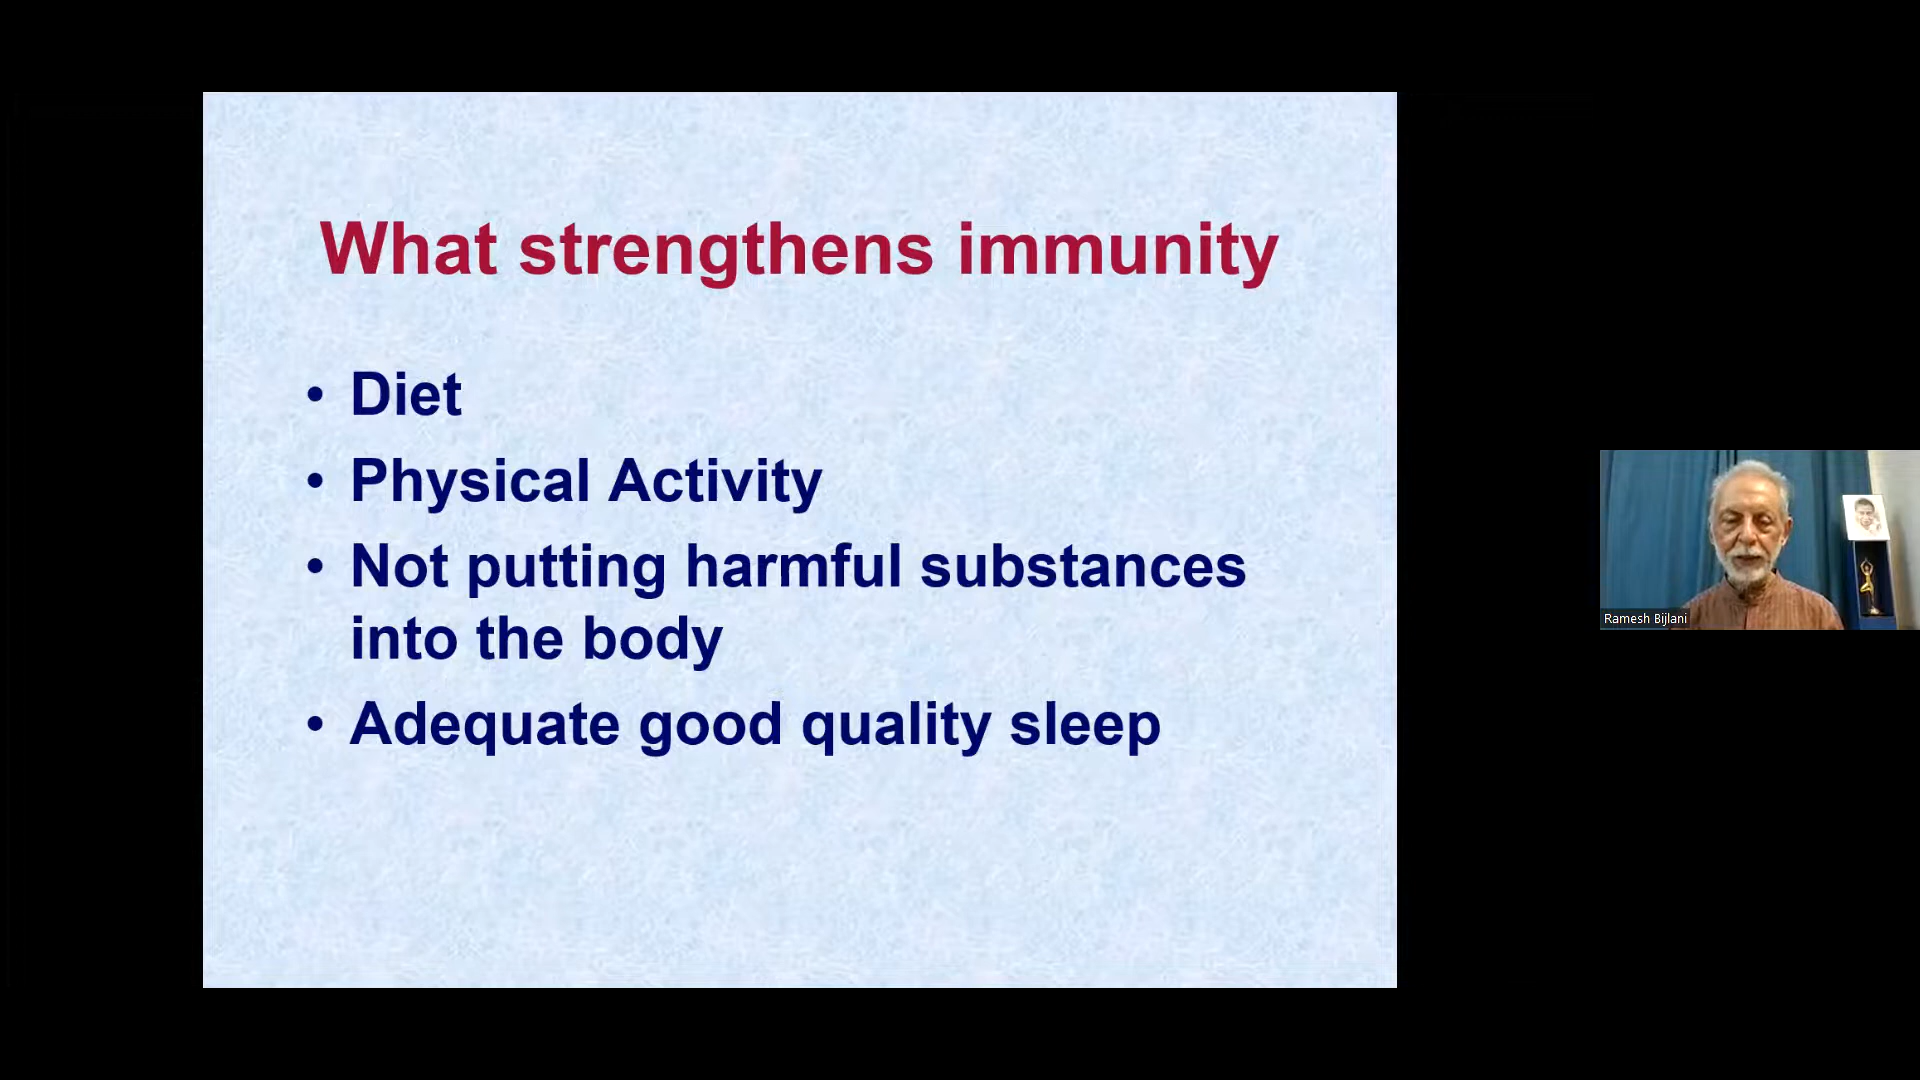 What strengthens immunity
• Diet
• Physical Activity
• Not putting harmful substances
into the body
• Adequate good quality sleep
Ramesh Bijlani